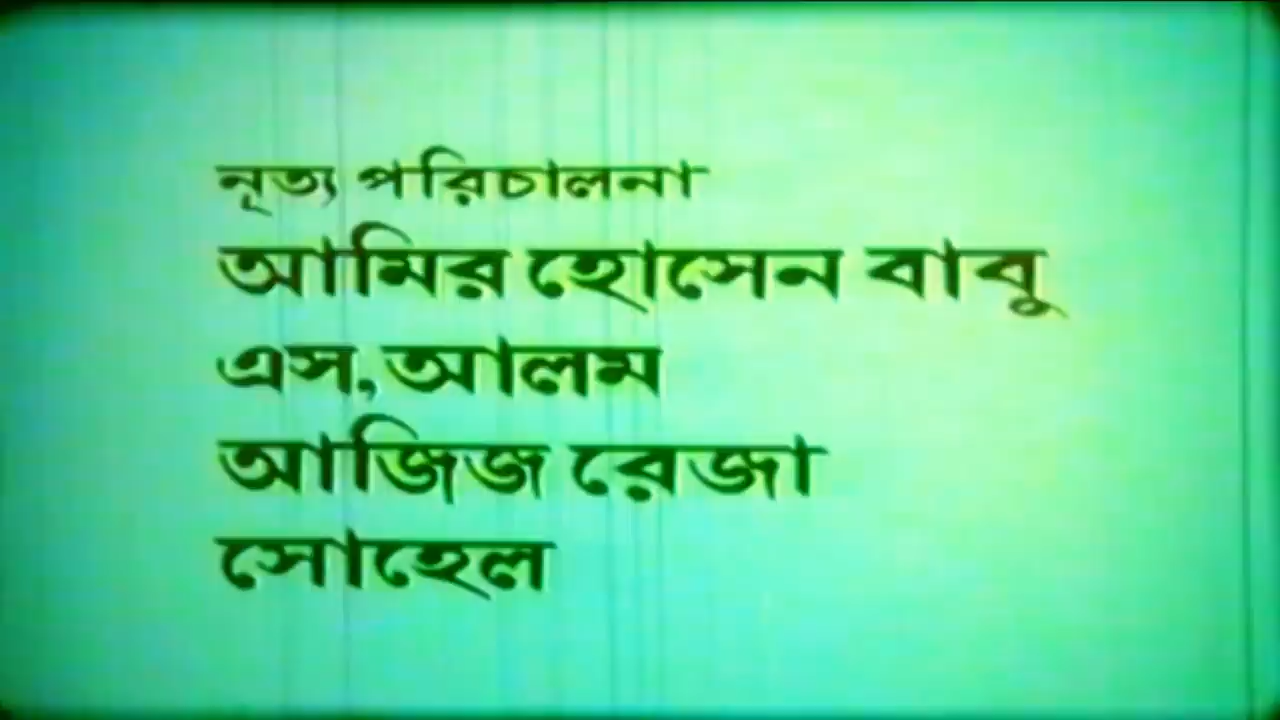 নৃত্য পরিচালনা
আমির হোসেন বাবু
এস,আলম
আজিজ রেজা
সোহেল